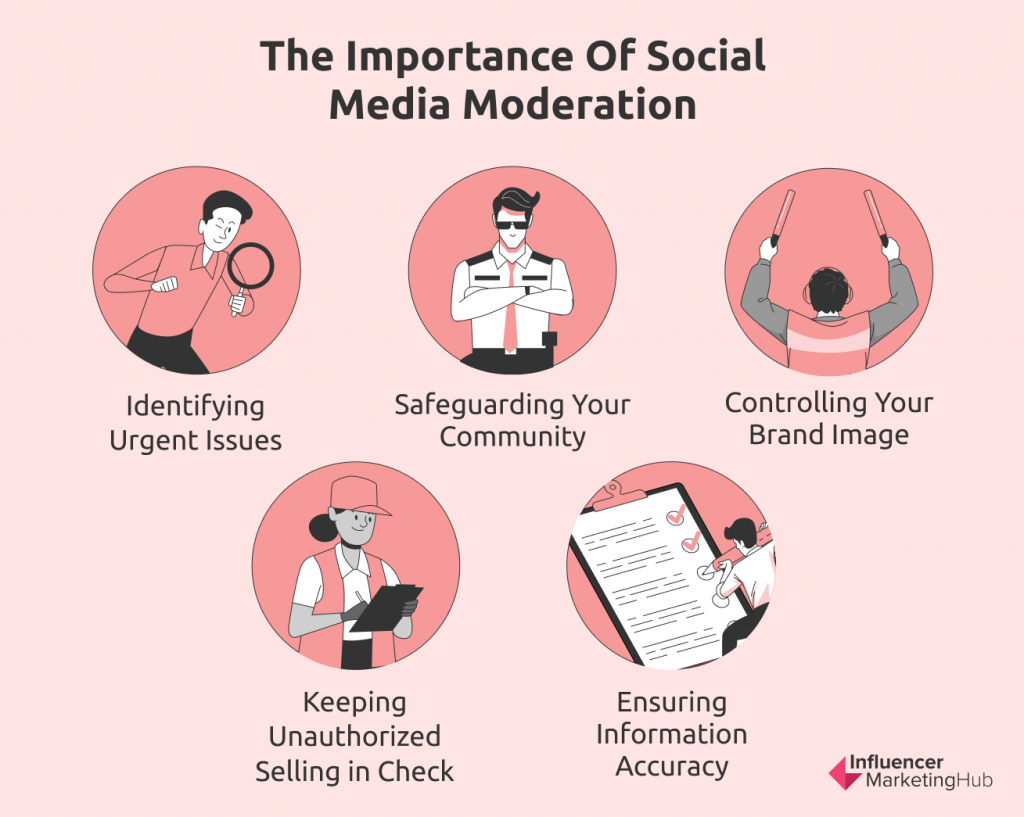 The Importance Of Social
Media Moderation
Identifying
Urgent Issues
Safeguarding Your
Community
Controlling Your
Brand Image
Keeping
Unauthorized
Selling in Check
Ensuring
Information
Accuracy
Influencer
MarketingHub